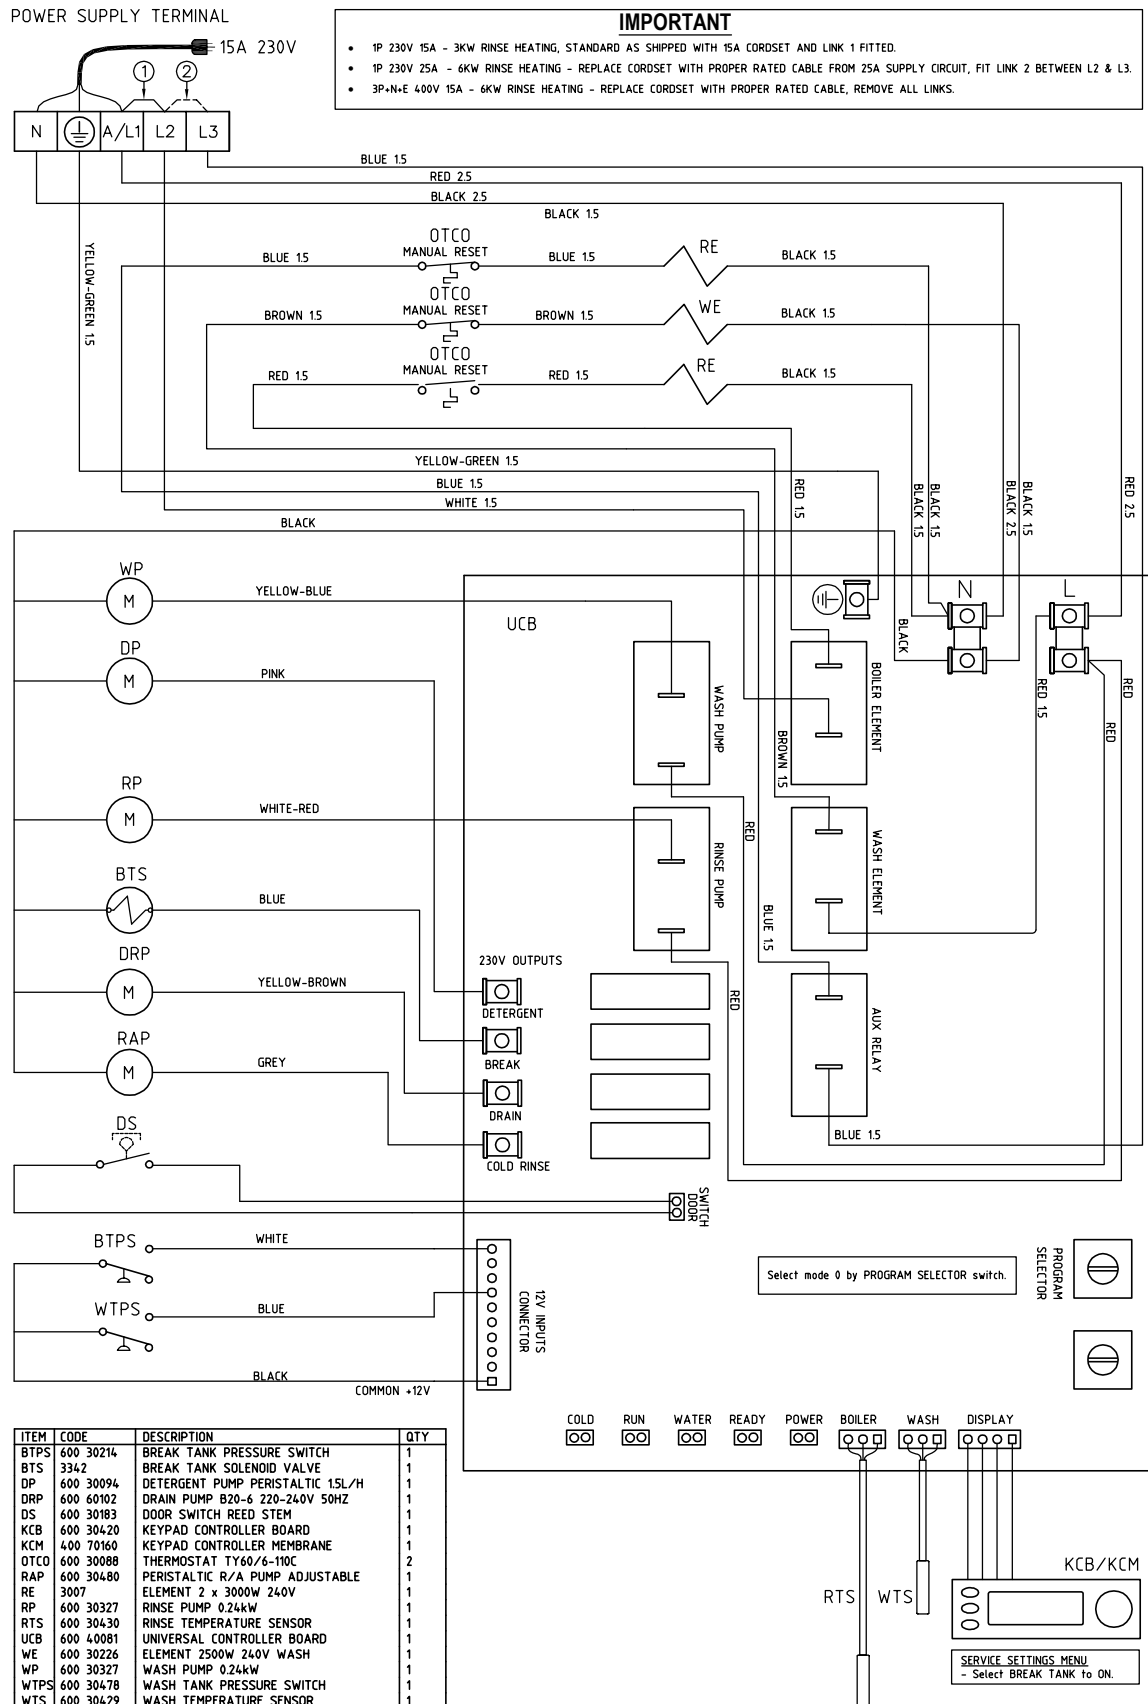 POWER SUPPLY TERMINAL
15A 230V
1 2
N A/L1 L2 L3
IMPORTANT
• 1P 230V 15A - 3KW RINSE HEATING, STANDARD AS SHIPPED WITH 15A CORDSET AND LINK 1 FITTED.
• 1P 230V 25A - 6KW RINSE HEATING - REPLACE CORDSET WITH PROPER RATED CABLE FROM 25A SUPPLY CIRCUIT, FIT LINK 2 BETWEEN L2 & L3.
• 3P+N+E 400V 15A - 6KW RINSE HEATING - REPLACE CORDSET WITH PROPER RATED CABLE, REMOVE ALL LINKS.
BLUE 1.5
RED 2.5
BLACK 2.5
BLACK 1.5
YELLOW-GREEN 1.5
OTCO
MANUAL RESET
BLUE 1.5
BLUE 1.5
RE
BLACK 1.5
OTCO
MANUAL RESET
BROWN 1.5
BROWN 1.5
WE
BLACK 1.5
OTCO
MANUAL RESET
RED 1.5
RED 1.5
RE
BLACK 1.5
YELLOW-GREEN 1.5
BLUE 1.5
WHITE 1.5
BLACK
RED 1.5
BLACK 1.5
BLACK 1.5
BLACK 2.5
BLACK 1.5
RED 2.5
WP
M
YELLOW-BLUE
DP
M
PINK
RP
M
WHITE-RED
BTS
BLUE
DRP
M
YELLOW-BROWN
RAP
M
GREY
DS
UCB
N
L
BLACK
WASH PUMP
BOILER ELEMENT
BROWN 1.5
RED 1.5
RED
RED
RED
RINSE PUMP
WASH ELEMENT
BLUE 1.5
RED
AUX RELAY
BLUE 1.5
230V OUTPUTS
DETERGENT
BREAK
DRAIN
COLD RINSE
SWITCH
DOOR
BTPS
WHITE
WTPS
BLUE
BLACK
COMMON +12V
12V INPUTS
CONNECTOR
Select mode 0 by PROGRAM SELECTOR switch.
PROGRAM
SELECTOR
COLD RUN WATER READY POWER BOILER WASH DISPLAY
RTS
WTS
KCB/KCM
SERVICE SETTINGS MENU
- Select BREAK TANK to ON.
ITEM CODE DESCRIPTION QTY
BTPS 600 30214 BREAK TANK PRESSURE SWITCH 1
BTS 3342 BREAK TANK SOLENOID VALVE 1
DP 600 30094 DETERGENT PUMP PERISTALTIC 1.5L/H 1
DRP 600 60102 DRAIN PUMP B20-6 220-240V 50HZ 1
DS 600 30183 DOOR SWITCH REED STEM 1
KCB 600 30420 KEYPAD CONTROLLER BOARD 1
KCM 400 70160 KEYPAD CONTROLLER MEMBRANE 1
OTCO 600 30088 THERMOSTAT TY60/6-110C 2
RAP 600 30480 PERISTALTIC R/A PUMP ADJUSTABLE 1
RE 3007 ELEMENT 2 x 3000W 240V 1
RP 600 30327 RINSE PUMP 0.24kW 1
RTS 600 30430 RINSE TEMPERATURE SENSOR 1
UCB 600 40081 UNIVERSAL CONTROLLER BOARD 1
WE 600 30226 ELEMENT 2500W 240V WASH 1
WP 600 30327 WASH PUMP 0.24kW 1
WTPS 600 30478 WASH TANK PRESSURE SWITCH 1
WTS 600 30429 WASH TEMPERATURE SENSOR 1